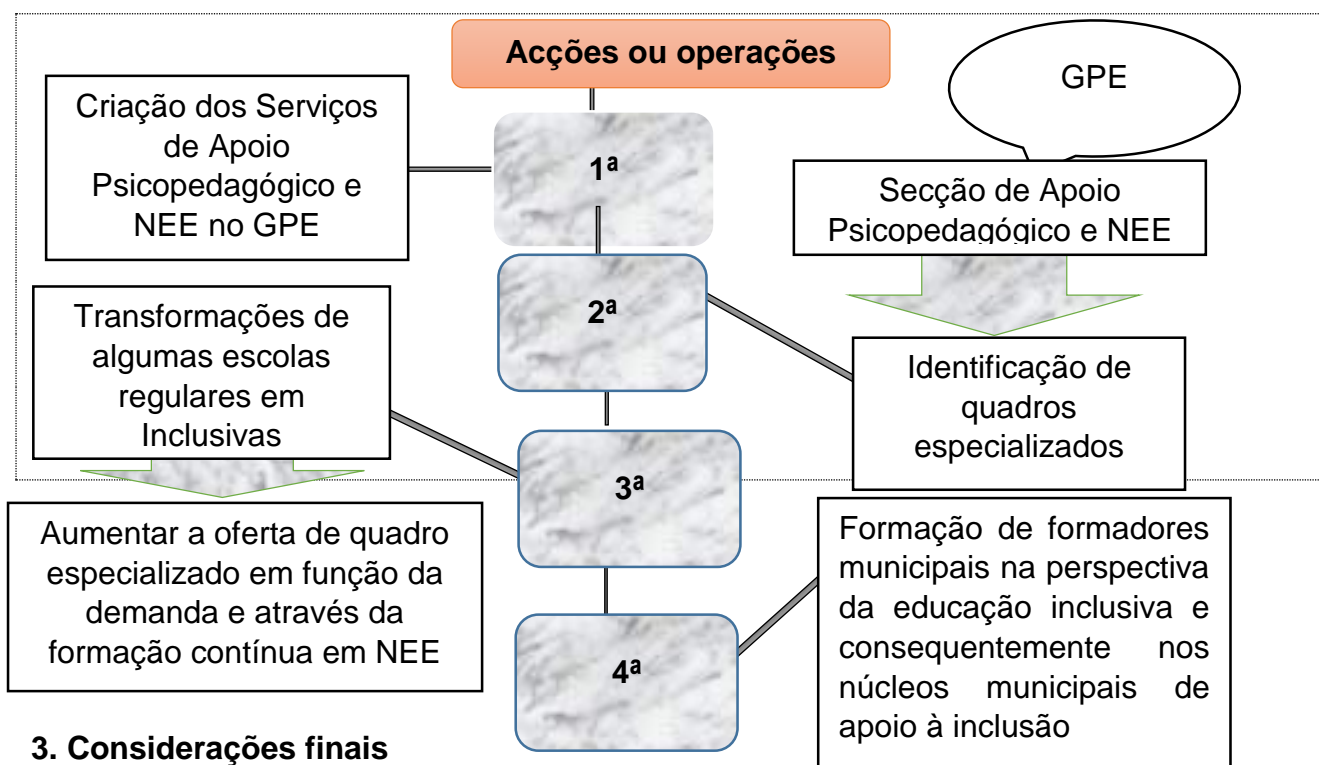 Acções ou operações
GPE
Criação dos Serviços
de Apoio
Psicopedagógico e
NEE no GPE
1ª
Secção de Apoio
Psicopedagógico e NEE
2ª
Transformações de
algumas escolas
regulares em
Inclusivas
Identificação de
quadros
especializados
3ª
Aumentar a oferta de quadro
especializado em função da
demanda e através da
formação contínua em NEE
Formação de formadores
municipais na perspectiva
da educação inclusiva e
consequentemente nos
núcleos municipais de
apoio à inclusão
4ª
3. Considerações finais